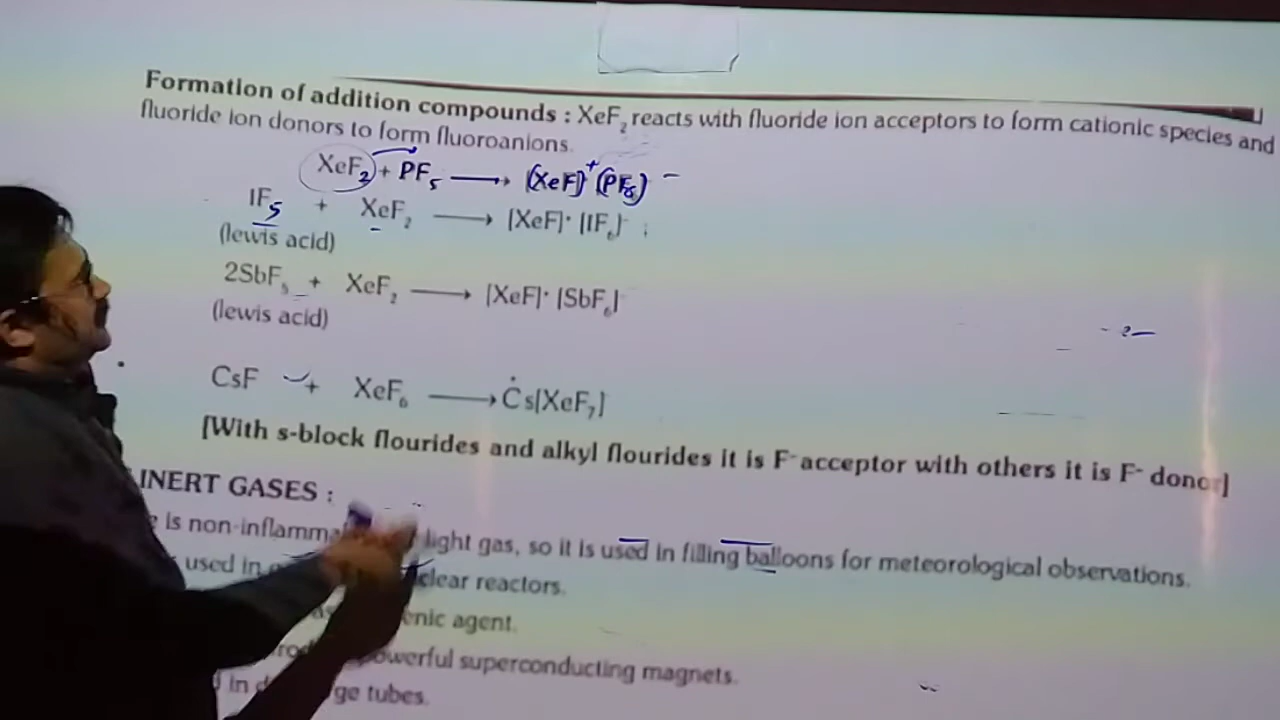 Formation of addition compounds : XeF₂ reacts with fluoride ion acceptors to form cationic species and
fluoride ion donors to form fluoroanions.
XeF₂ + PF₅ ⟶ (XeF)⁺ (PF₆)⁻
IF₅ + XeF₂ ⟶ [XeF]⁺ [IF₆]⁻ ;
(lewis acid)
2SbF₅ + XeF₂ ⟶ [XeF]⁺ [SbF₆]⁻
(lewis acid)
CsF + XeF₆ ⟶ Cs[XeF₇]
[With s-block flourides and alkyl flourides it is F⁻ acceptor with others it is F⁻ donor]
INERT GASES :
is non-inflamma light gas, so it is used in filling balloons for meteorological observations.
used in clear reactors.
enic agent.
powerful superconducting magnets.
in ge tubes.